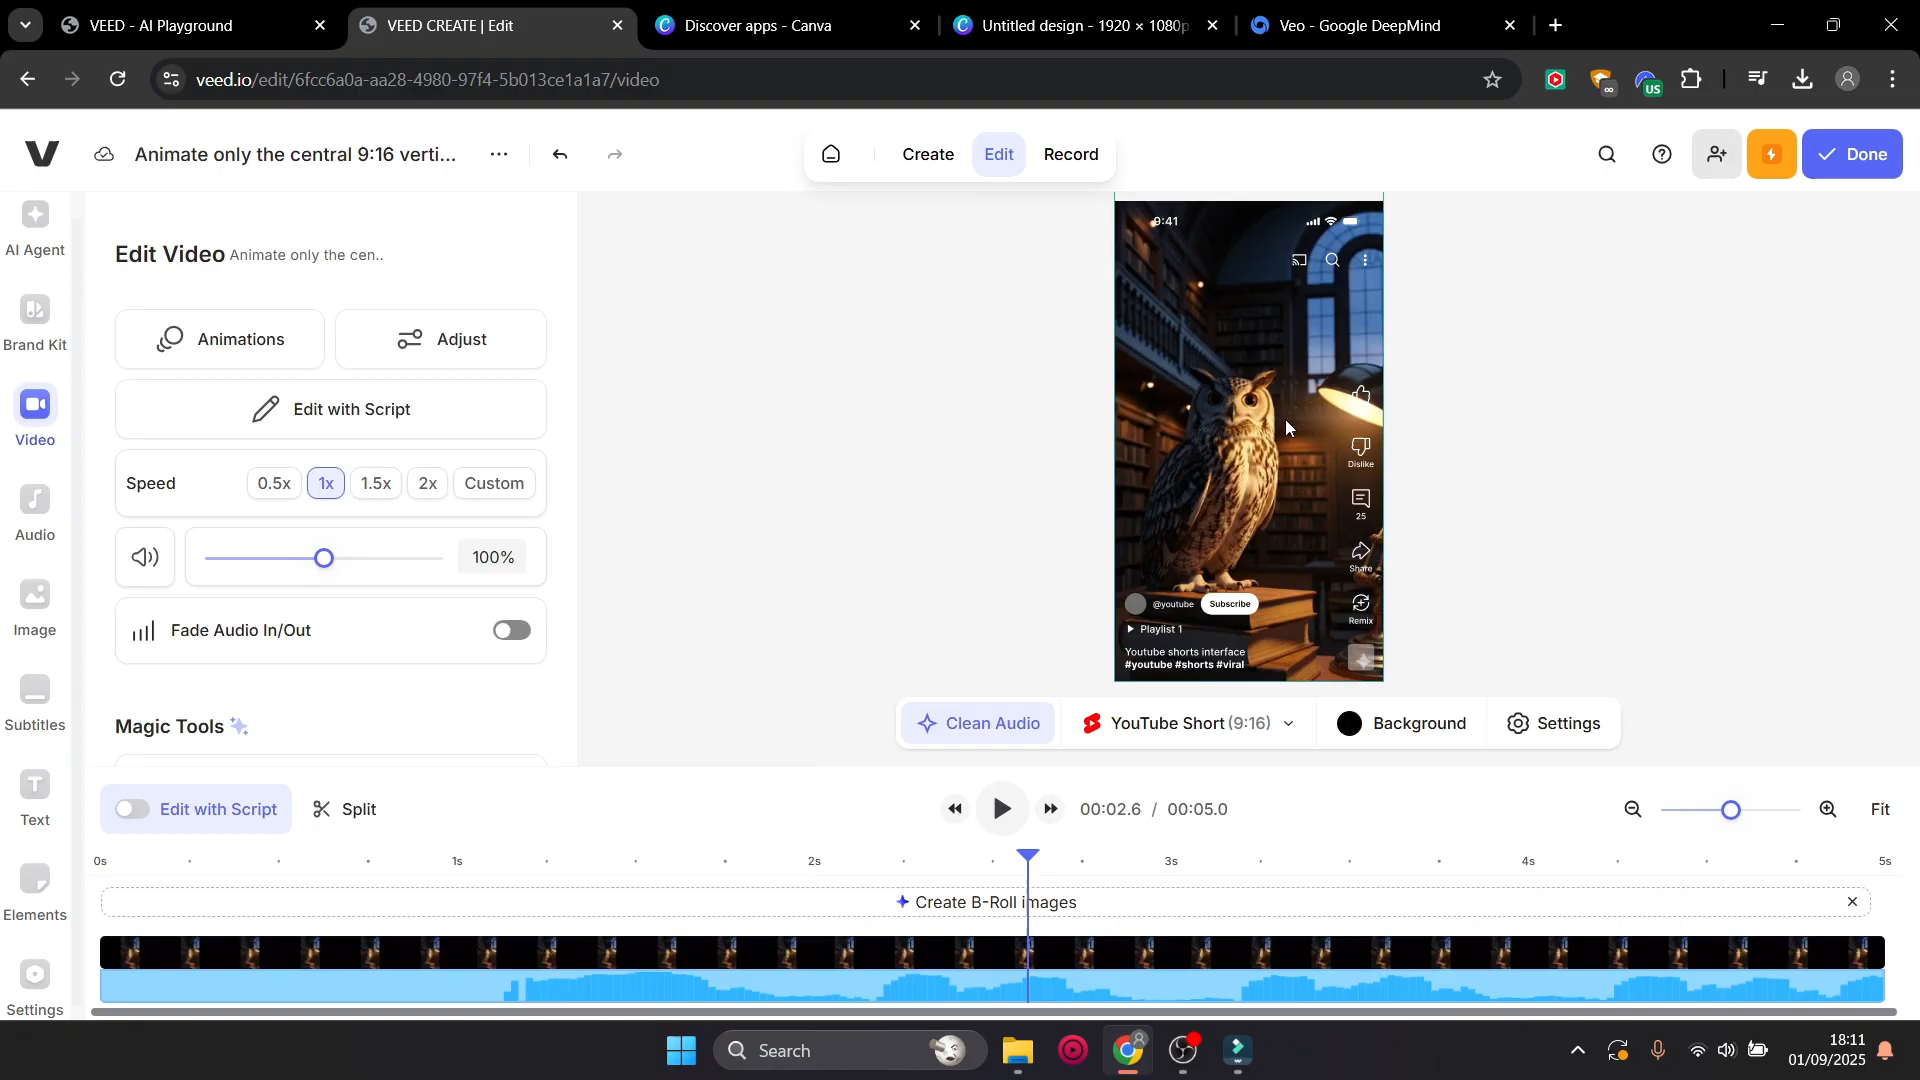 VEED - AI Playground
VEED CREATE | Edit
Discover apps - Canva
Untitled design - 1920 × 1080p
Veo - Google DeepMind
veed.io/edit/6fcc6a0a-aa28-4980-97f4-5b013ce1a1a7/video
US
Animate only the central 9:16 verti...
Create
Edit
Record
Done
AI Agent
Brand Kit
Video
Audio
Image
Subtitles
Text
Elements
Settings
Edit Video Animate only the cen..
Animations
Adjust
Edit with Script
Speed
0.5x
1x
1.5x
2x
Custom
100%
Fade Audio In/Out
Magic Tools
9:41
Dislike
25
Share
Remix
@youtube
Subscribe
Playlist 1
Youtube shorts interface
#youtube #shorts #viral
Clean Audio
YouTube Short (9:16)
Background
Settings
Edit with Script
Split
00:02.6 / 00:05.0
Fit
0s
1s
2s
3s
4s
5s
Create B-Roll images
Search
18:11
01/09/2025